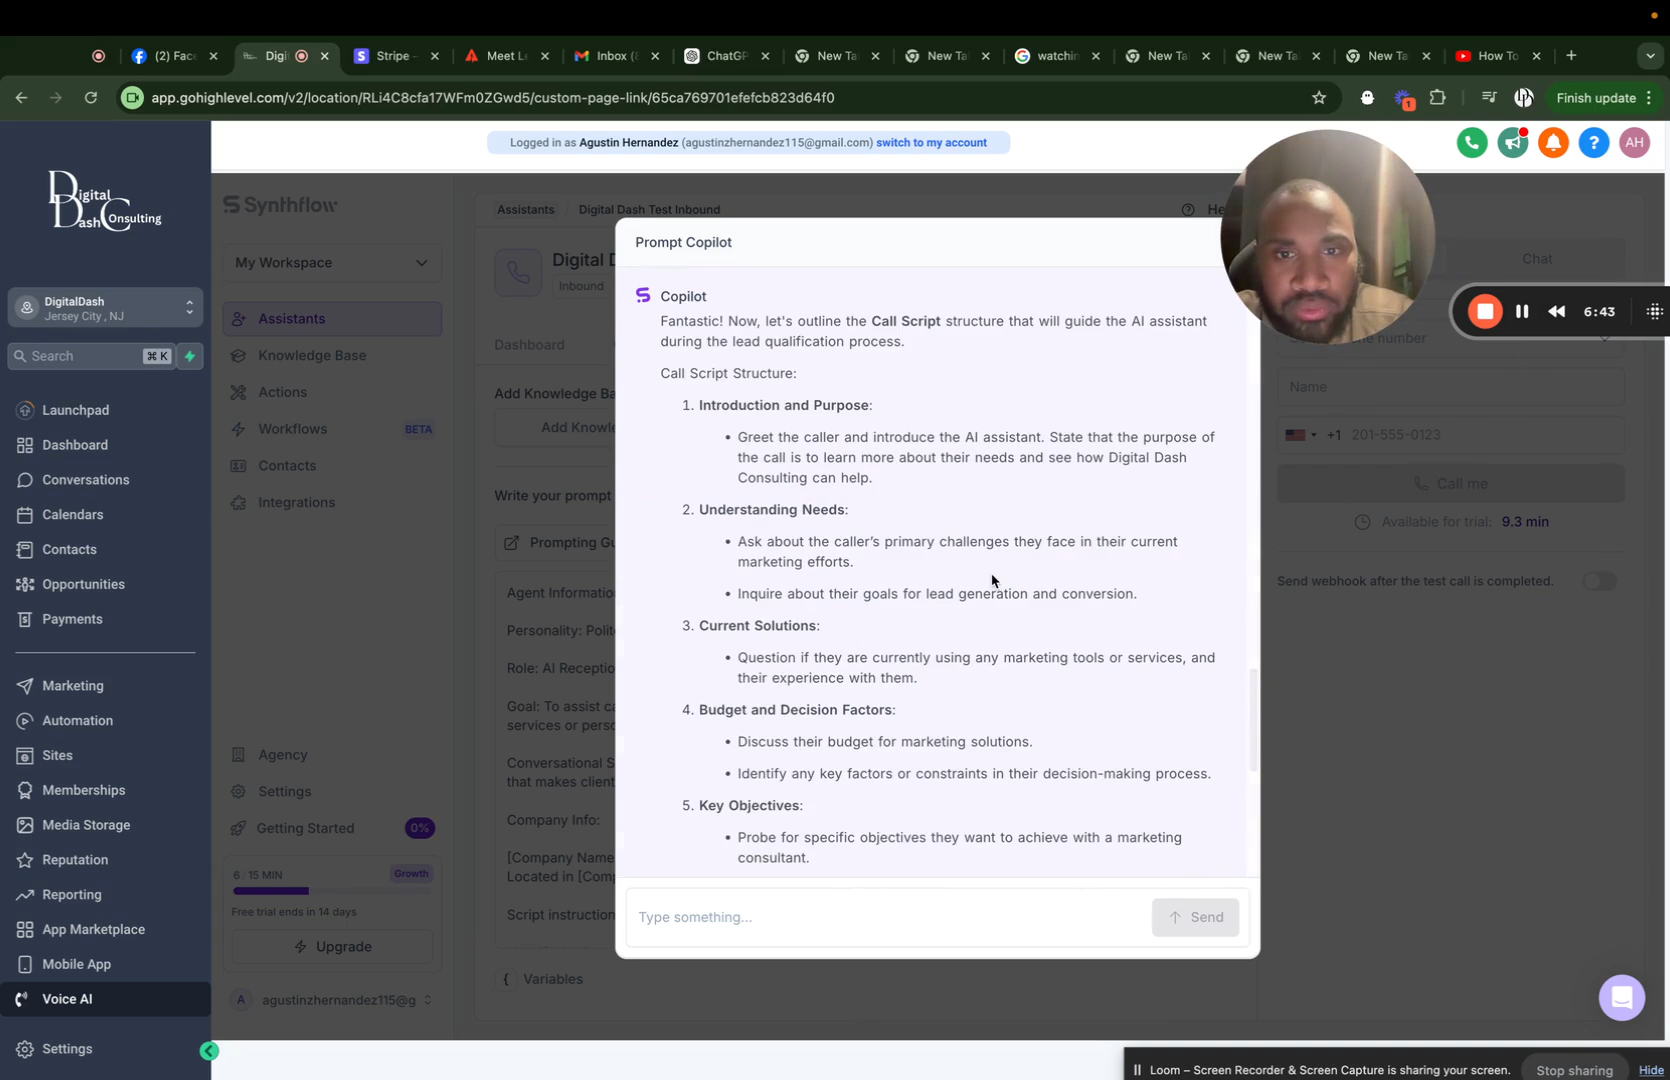 (2) Face
Digi
Stripe -
Meet Le
Inbox (8
ChatGP
New Ta
New Ta
watchin
New Ta
New Ta
New Ta
How To
app.gohighlevel.com/v2/location/RLi4C8cfa17WFm0ZGwd5/custom-page-link/65ca769701efefcb823d64f0
1
Finish update
Logged in as Agustin Hernandez (agustinzhernandez115@gmail.com) switch to my account
AH
Digital
Dash Consulting
DigitalDash
Jersey City , NJ
Search
⌘ K
Launchpad
Dashboard
Conversations
Calendars
Contacts
Opportunities
Payments
Marketing
Automation
Sites
Memberships
Media Storage
Reputation
Reporting
App Marketplace
Mobile App
Voice AI
Settings
Synthflow
My Workspace
Assistants
Knowledge Base
Actions
Workflows
BETA
Contacts
Integrations
Agency
Settings
Getting Started
0%
6 / 15 MIN
Growth
Free trial ends in 14 days
Upgrade
A agustinzhernandez115@g
Assistants / Digital Dash Test Inbound
He
Digital D
Inbound
Dashboard
Add Knowledge Ba
Add Knowle
Write your prompt
Prompting Gu
Agent Informatio
Personality: Polit
Role: AI Receptio
Goal: To assist ca
services or perso
Conversational S
that makes client
Company Info:
[Company Name
Located in [Comp
Script instruction
{ Variables
Prompt Copilot
Copilot
Fantastic! Now, let's outline the Call Script structure that will guide the AI assistant
during the lead qualification process.
Call Script Structure:
1. Introduction and Purpose:
• Greet the caller and introduce the AI assistant. State that the purpose of
the call is to learn more about their needs and see how Digital Dash
Consulting can help.
2. Understanding Needs:
• Ask about the caller's primary challenges they face in their current
marketing efforts.
• Inquire about their goals for lead generation and conversion.
3. Current Solutions:
• Question if they are currently using any marketing tools or services, and
their experience with them.
4. Budget and Decision Factors:
• Discuss their budget for marketing solutions.
• Identify any key factors or constraints in their decision-making process.
5. Key Objectives:
• Probe for specific objectives they want to achieve with a marketing
consultant.
Type something...
Send
Chat
6:43
Name
+1 201-555-0123
Call me
Available for trial: 9.3 min
Send webhook after the test call is completed.
Loom – Screen Recorder & Screen Capture is sharing your screen.
Stop sharing
Hide